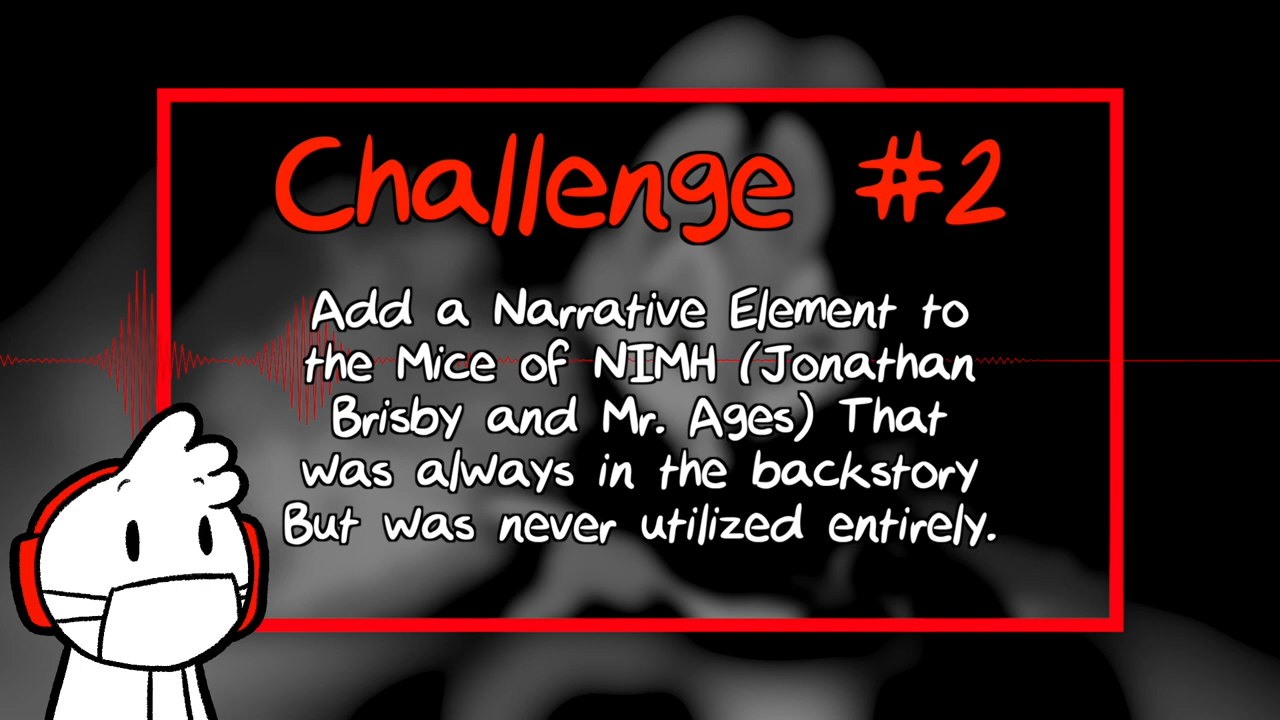 Challenge #2
Add a Narrative Element to
the Mice of NIMH (Jonathan
Brisby and Mr. Ages) That
was always in the backstory
But was never utilized entirely.